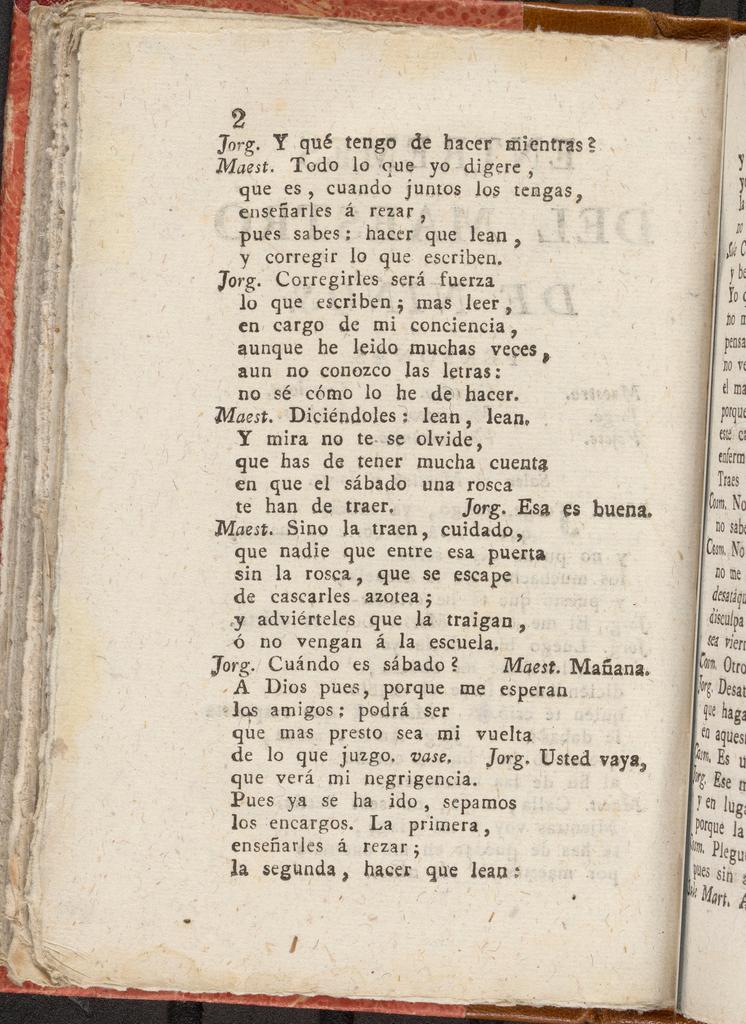 2
Jorg. Y qué tengo de hacer mientras?
Maest. Todo lo que yo digere,
que es, cuando juntos los tengas,
enseñarles á rezar,
pues sabes: hacer que lean,
y corregir lo que escriben.
Jorg. Corregirles será fuerza
lo que escriben; mas leer,
en cargo de mi conciencia,
aunque he leido muchas veces,
aun no conozco las letras:
no sé cómo lo he de hacer.
Maest. Diciéndoles: lean, lean.
Y mira no te se olvide,
que has de tener mucha cuenta
en que el sábado una rosca
te han de traer. Jorg. Esa es buena.
Maest. Sino la traen, cuidado,
que nadie que entre esa puerta
sin la rosca, que se escape
de cascarles azotea;
y adviérteles que la traigan,
ó no vengan á la escuela.
Jorg. Cuándo es sábado? Maest. Mañana.
A Dios pues, porque me esperan
los amigos; podrá ser
que mas presto sea mi vuelta
de lo que juzgo. vase. Jorg. Usted vaya,
que verá mi negrigencia.
Pues ya se ha ido, sepamos
los encargos. La primera,
enseñarles á rezar;
la segunda, hacer que lean: